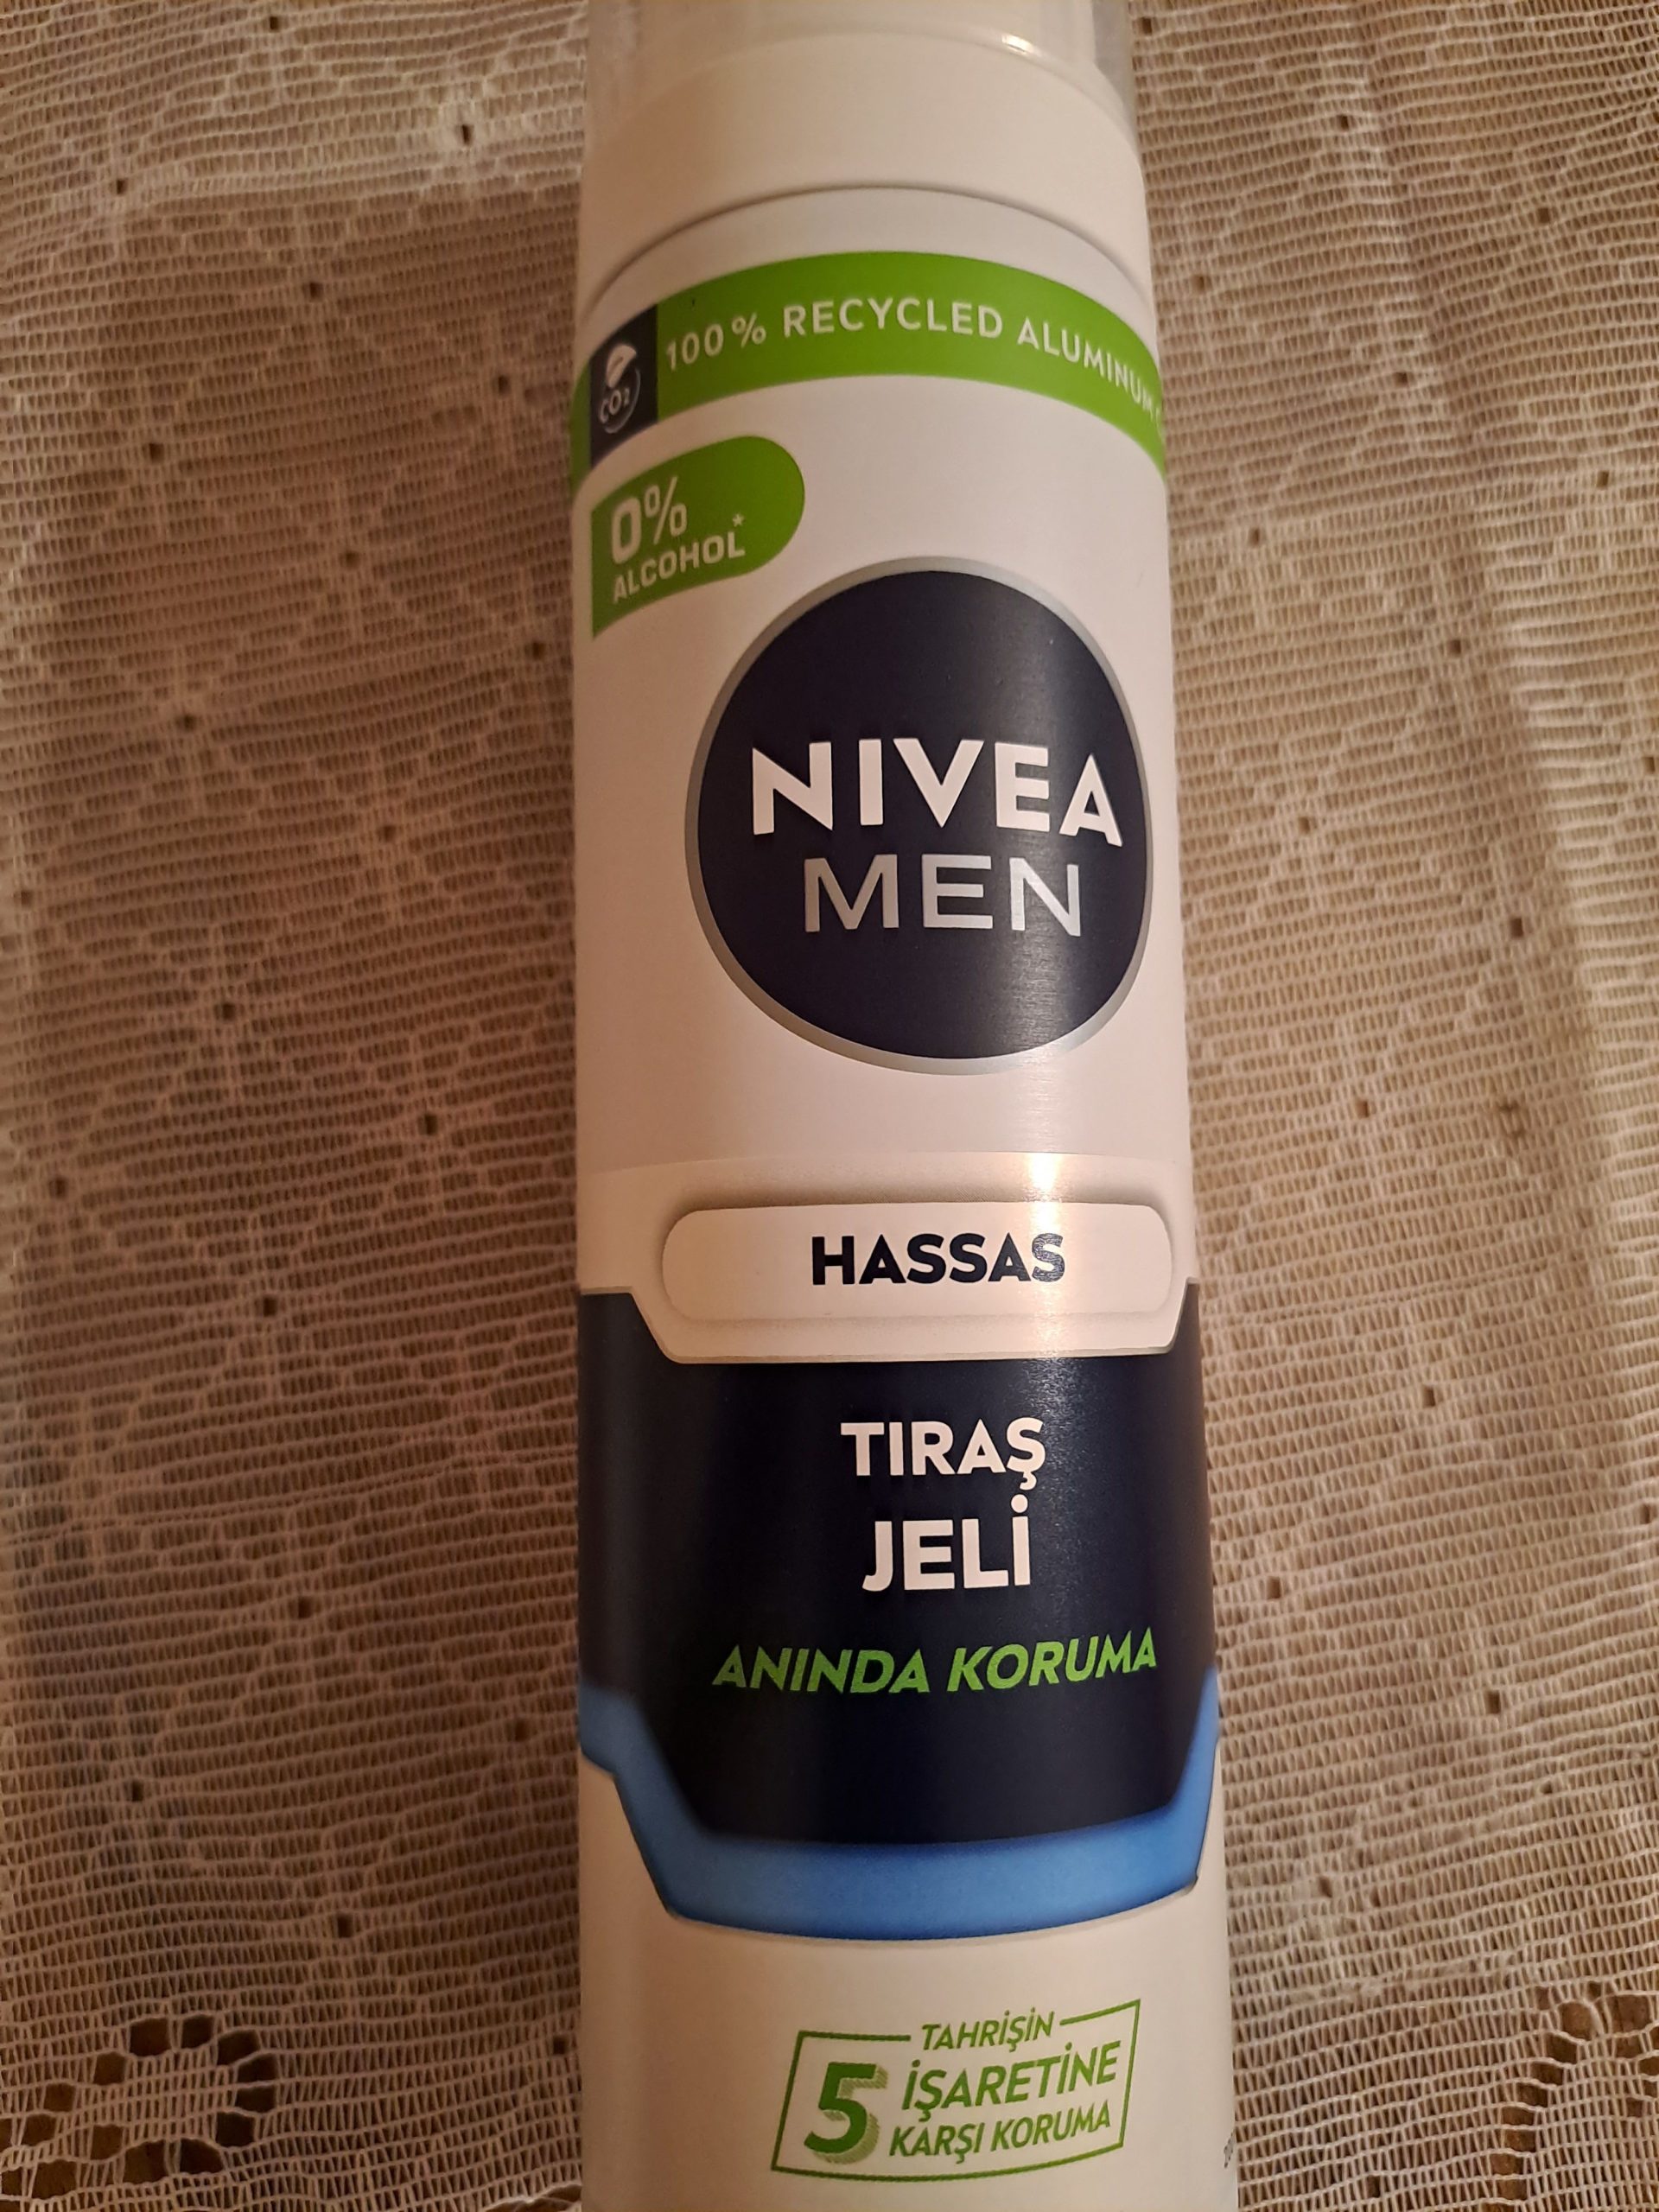 100% RECYCLED ALUMINUM
CO2
0%
ALCOHOL*
NIVEA
MEN
HASSAS
TIRAŞ
JELİ
ANINDA KORUMA
TAHRİŞİN
5 İŞARETİNE
KARŞI KORUMA